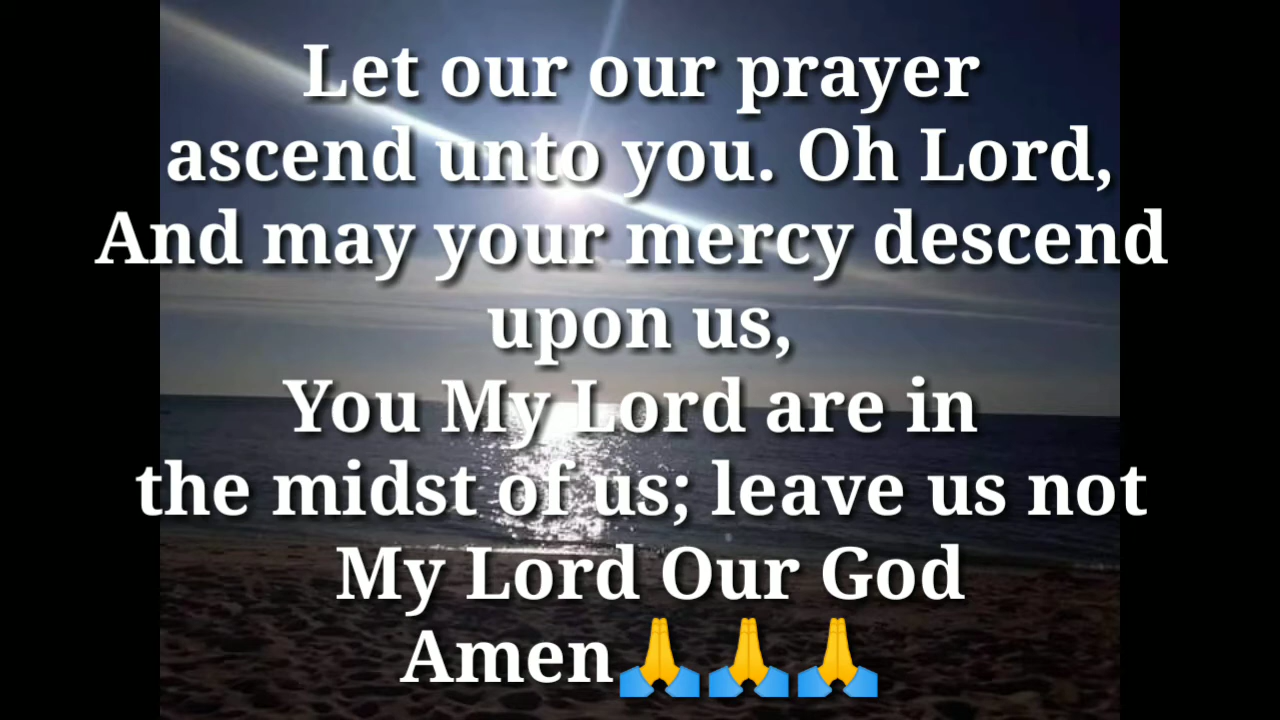 Let our our prayer
ascend unto you. Oh Lord,
And may your mercy descend
upon us,
You My Lord are in
the midst of us; leave us not
My Lord Our God
Amen🙏🙏🙏